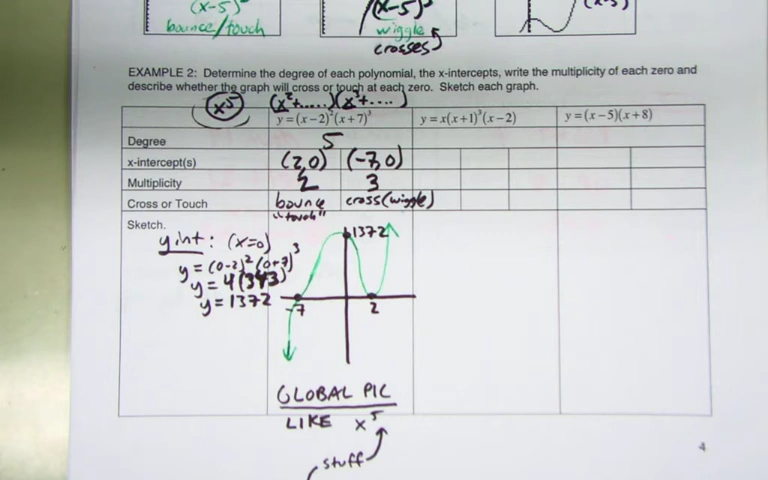 (x-5)²
(x-5)³
(x-5)
bounce/touch
wiggle
crosses
EXAMPLE 2: Determine the degree of each polynomial, the x-intercepts, write the multiplicity of each zero and
describe whether the graph will cross or touch at each zero. Sketch each graph.
x⁵ (x²+.....)(x³+....)
y = (x−2)²(x+7)³ y = x(x+1)³(x−2) y = (x−5)(x+8)
Degree 5
x-intercept(s) (2,0) (-7,0)
Multiplicity 2 3
Cross or Touch bounce cross(wiggle)
"touch"
Sketch.
y int: (x=0)
y = (0-2)²(0+7)³
y = 4(343)
y = 1372
1372
-7 2
GLOBAL PIC
LIKE x⁵
stuff
4